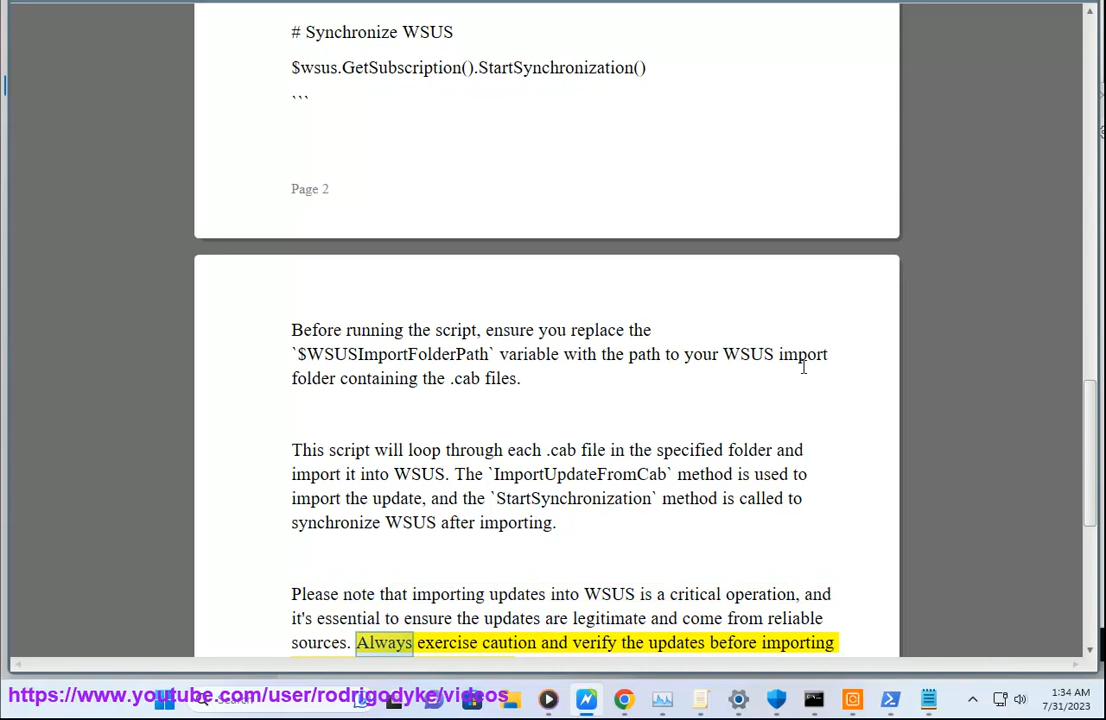 # Synchronize WSUS
$wsus.GetSubscription().StartSynchronization()
```
Page 2
Before running the script, ensure you replace the
`$WSUSImportFolderPath` variable with the path to your WSUS import
folder containing the .cab files.
This script will loop through each .cab file in the specified folder and
import it into WSUS. The `ImportUpdateFromCab` method is used to
import the update, and the `StartSynchronization` method is called to
synchronize WSUS after importing.
Please note that importing updates into WSUS is a critical operation, and
it's essential to ensure the updates are legitimate and come from reliable
sources. Always exercise caution and verify the updates before importing
https://www.youtube.com/user/rodrigodyke/videos
1:34 AM
7/31/2023